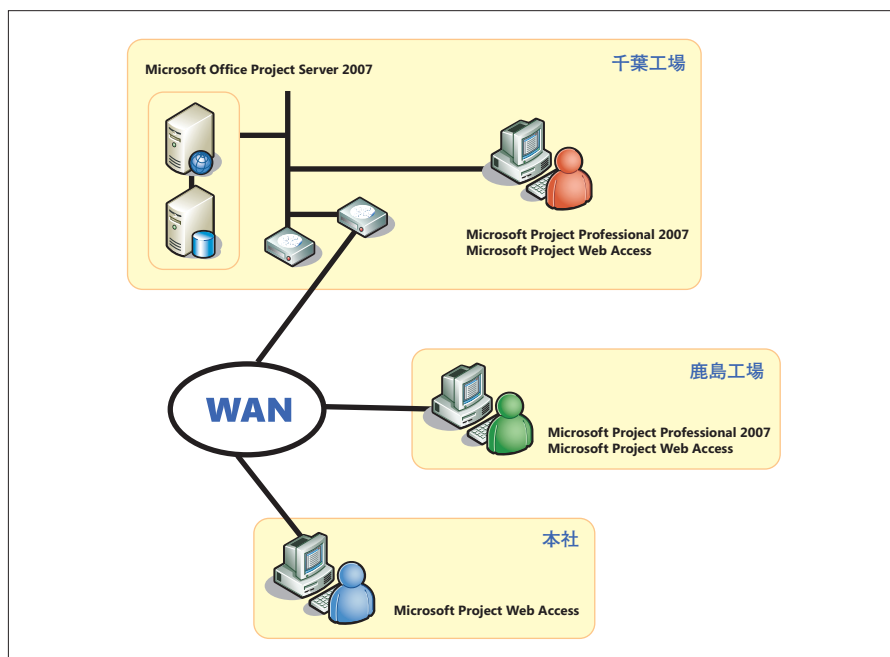 千葉工場
Microsoft Office Project Server 2007
Microsoft Project Professional 2007
Microsoft Project Web Access
WAN
鹿島工場
Microsoft Project Professional 2007
Microsoft Project Web Access
本社
Microsoft Project Web Access